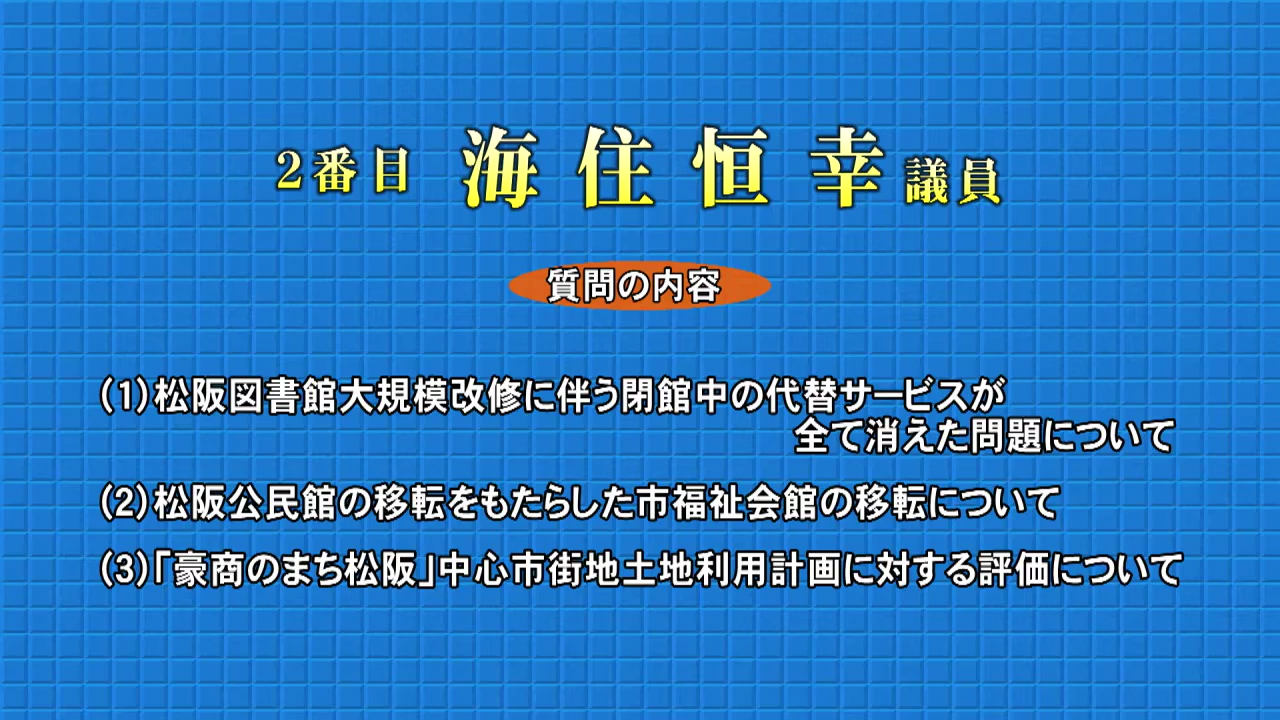 2番目 海住恒幸議員
質問の内容
(1)松阪図書館大規模改修に伴う閉館中の代替サービスが
全て消えた問題について
(2)松阪公民館の移転をもたらした市福祉会館の移転について
(3)「豪商のまち松阪」中心市街地土地利用計画に対する評価について